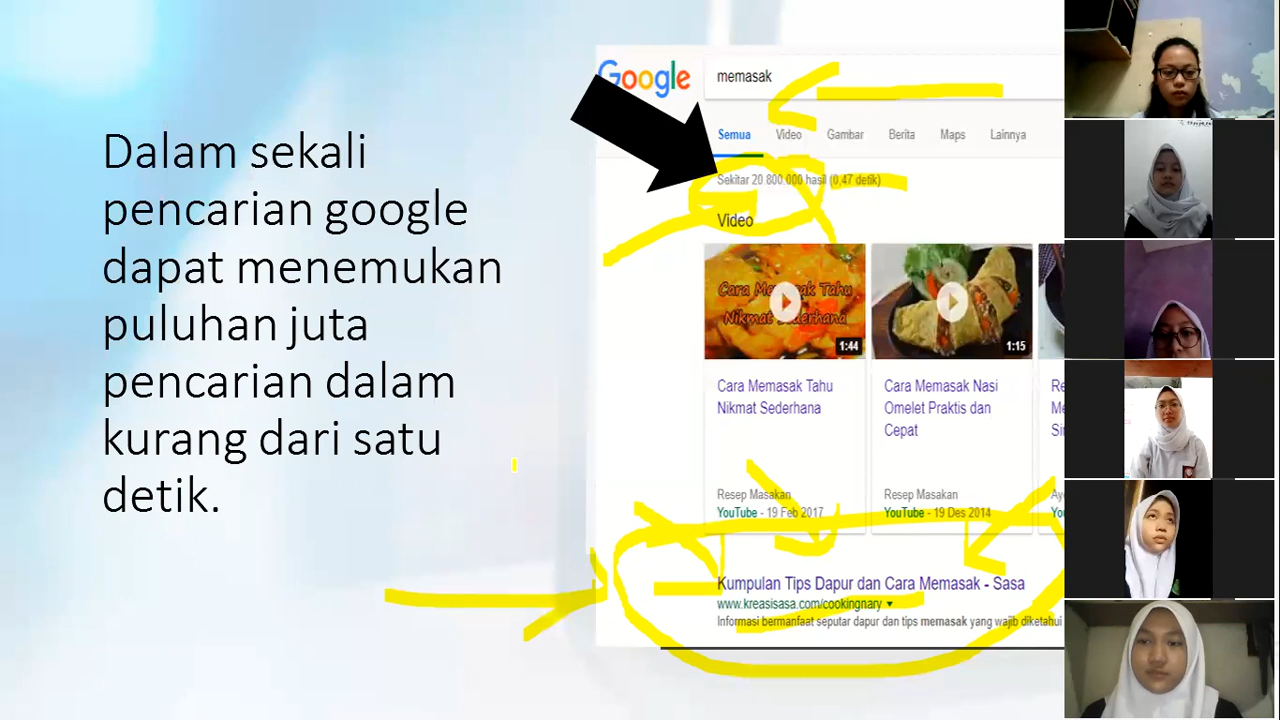 Dalam sekali
pencarian google
dapat menemukan
puluhan juta
pencarian dalam
kurang dari satu
detik.
Google
memasak
Semua Video Gambar Berita Maps Lainnya
Sekitar 20.800.000 hasil (0,47 detik)
Video
Cara Memasak Tahu
Nikmat Sederhana
1:44
1:15
Cara Memasak Tahu
Nikmat Sederhana
Resep Masakan
YouTube - 19 Feb 2017
Cara Memasak Nasi
Omelet Praktis dan
Cepat
Resep Masakan
YouTube - 19 Des 2014
Kumpulan Tips Dapur dan Cara Memasak - Sasa
www.kreasisasa.com/cookingnary
Informasi bermanfaat seputar dapur dan tips memasak yang wajib diketahui